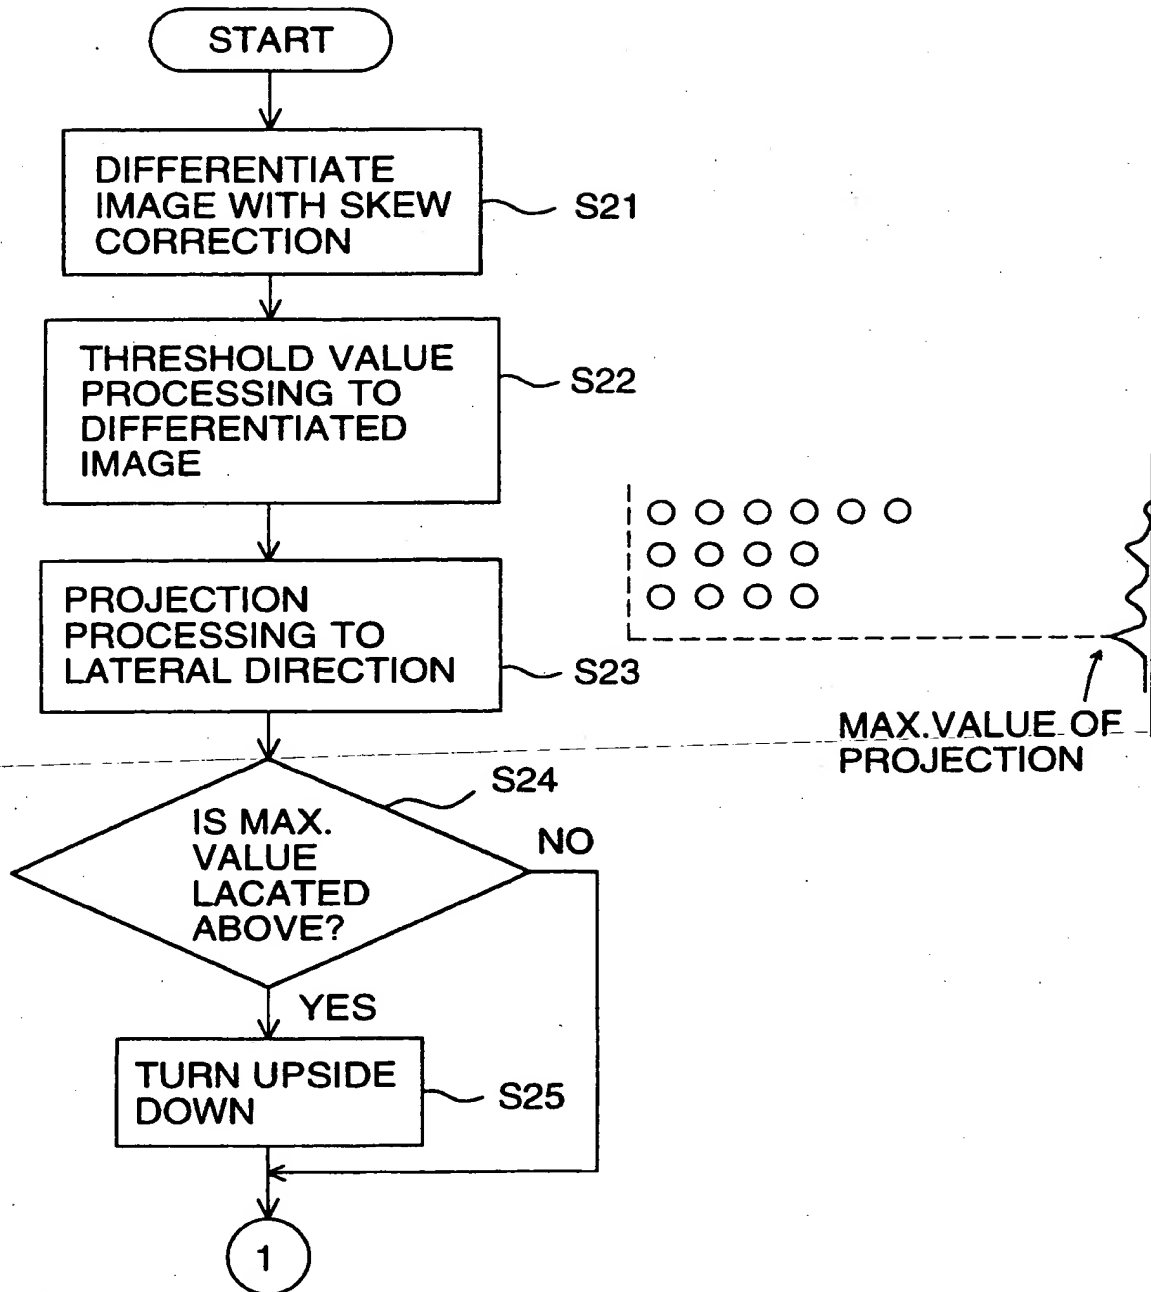 START
DIFFERENTIATE
IMAGE WITH SKEW
CORRECTION
S21
THRESHOLD VALUE
PROCESSING TO
DIFFERENTIATED
IMAGE
S22
PROJECTION
PROCESSING TO
LATERAL DIRECTION
S23
MAX.VALUE OF
PROJECTION
S24
IS MAX.
VALUE
LACATED
ABOVE?
NO
YES
TURN UPSIDE
DOWN
S25
1